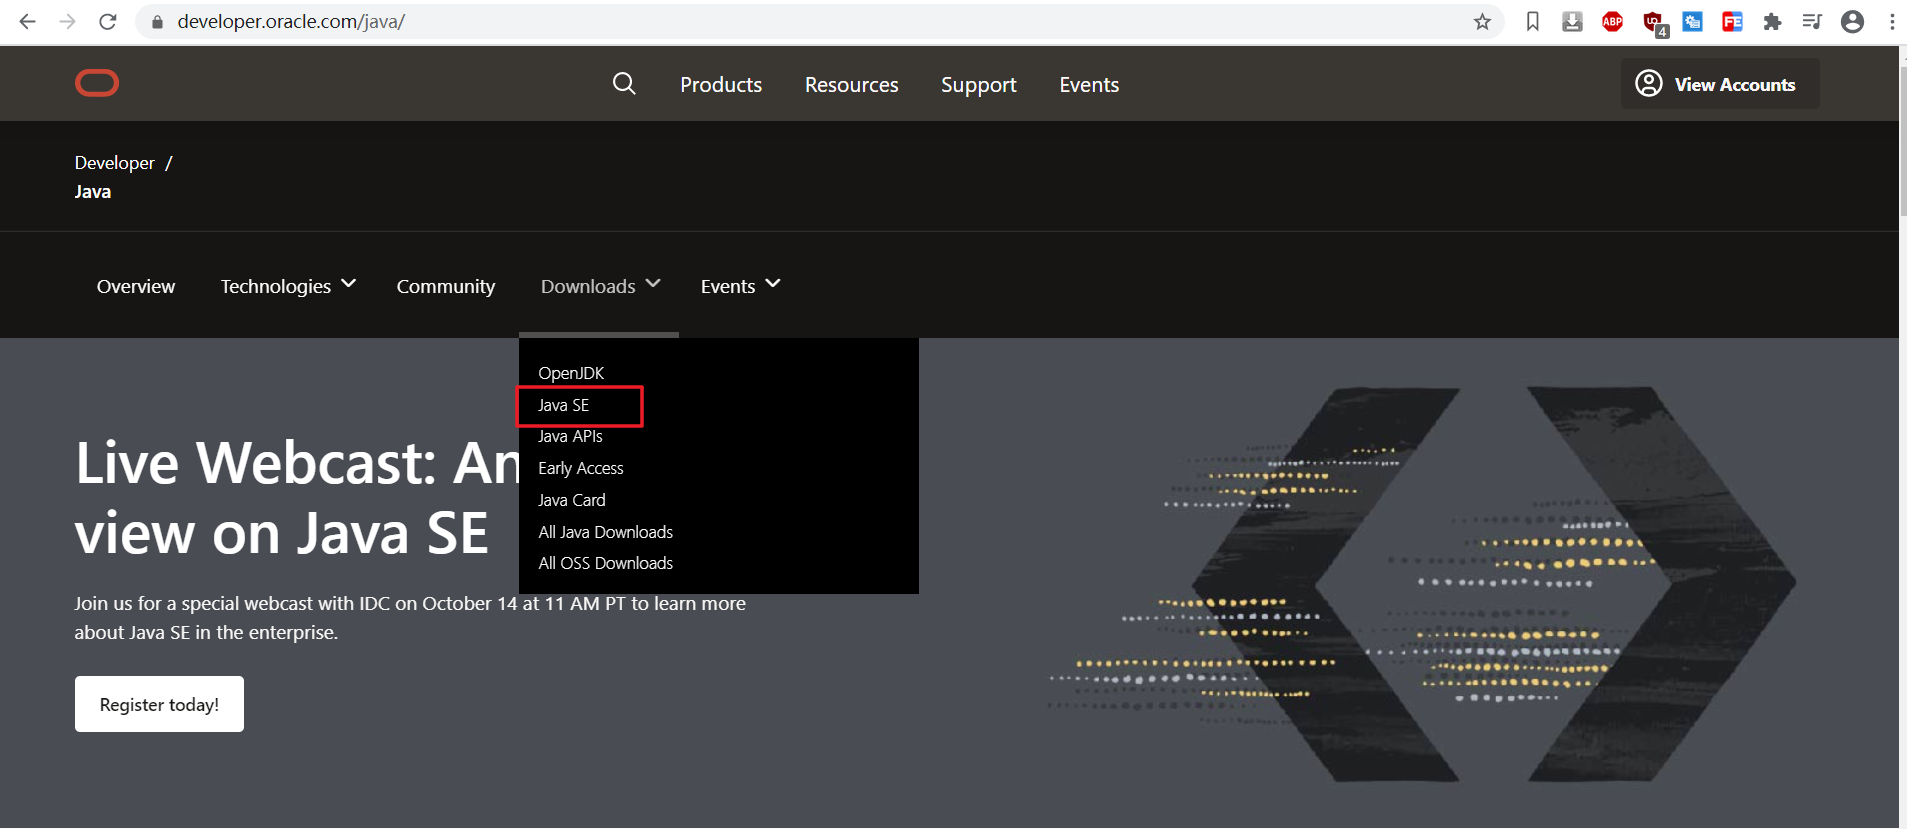 developer.oracle.com/java/
ABP
4
FE
Products Resources Support Events
View Accounts
Developer /
Java
Overview Technologies Community Downloads Events
OpenJDK
Java SE
Java APIs
Early Access
Java Card
All Java Downloads
All OSS Downloads
Live Webcast: An
view on Java SE
Join us for a special webcast with IDC on October 14 at 11 AM PT to learn more
about Java SE in the enterprise.
Register today!